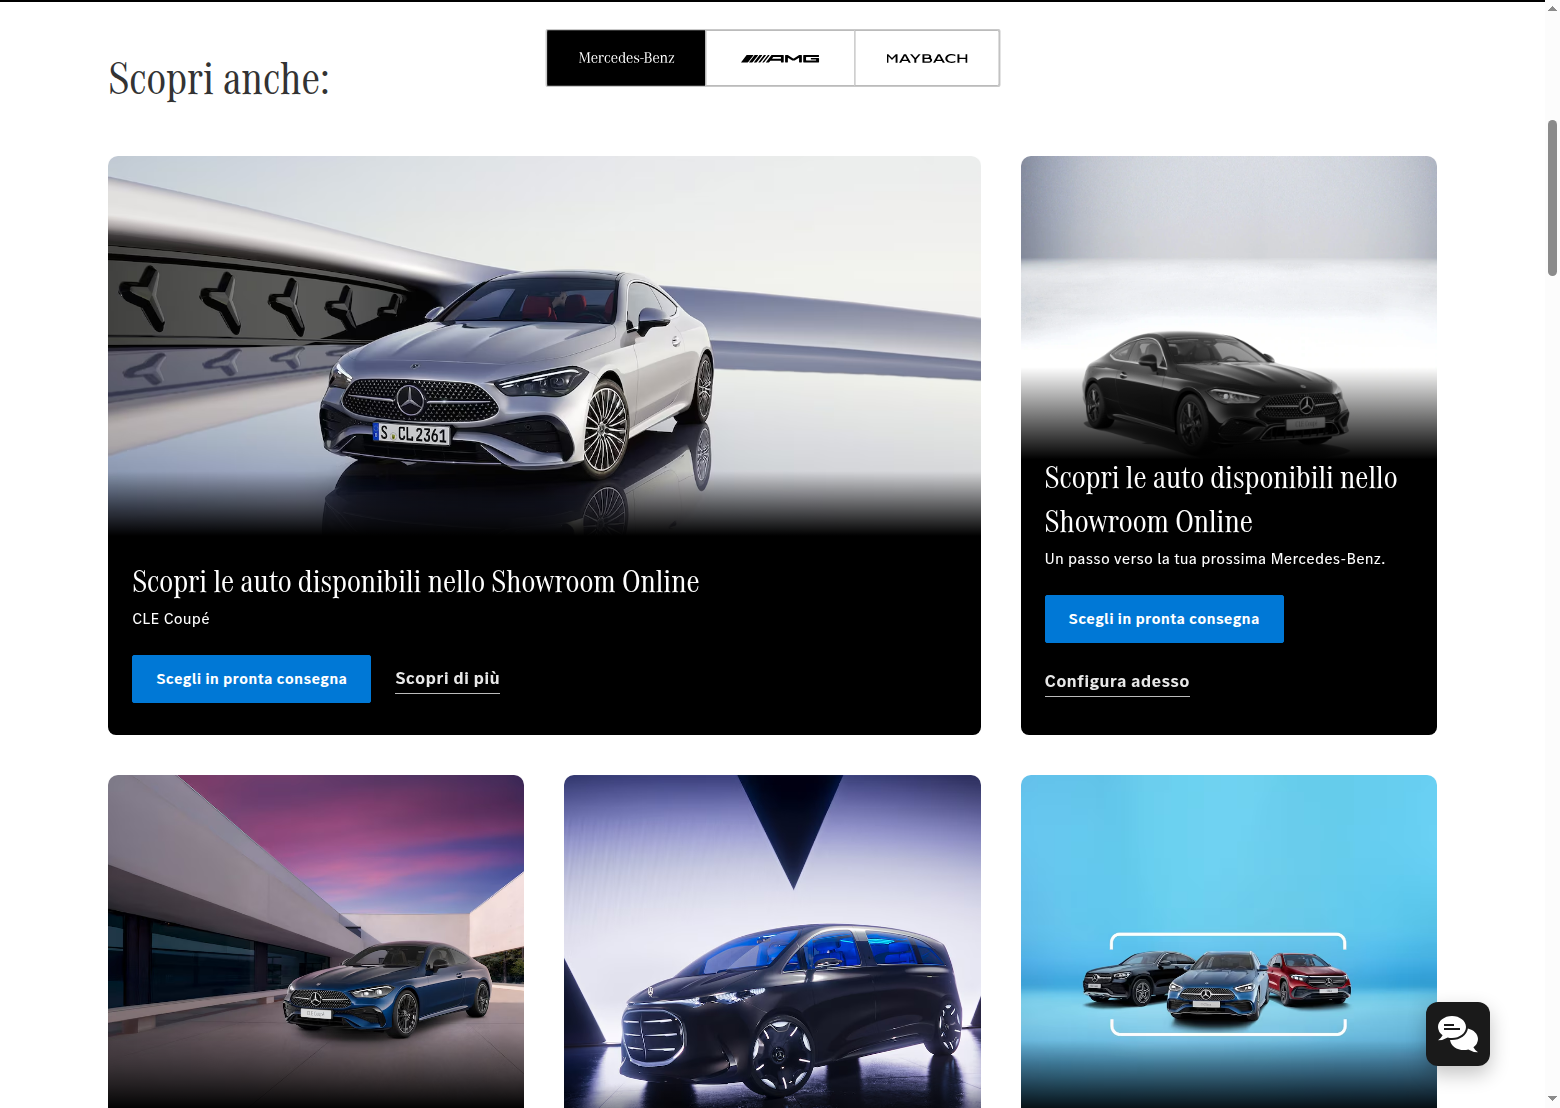 Mercedes-Benz
AMG
MAYBACH
Scopri anche:
S CL 2361
Scopri le auto disponibili nello Showroom Online
CLE Coupé
Scegli in pronta consegna
Scopri di più
Scopri le auto disponibili nello
Showroom Online
Un passo verso la tua prossima Mercedes-Benz.
Scegli in pronta consegna
Configura adesso